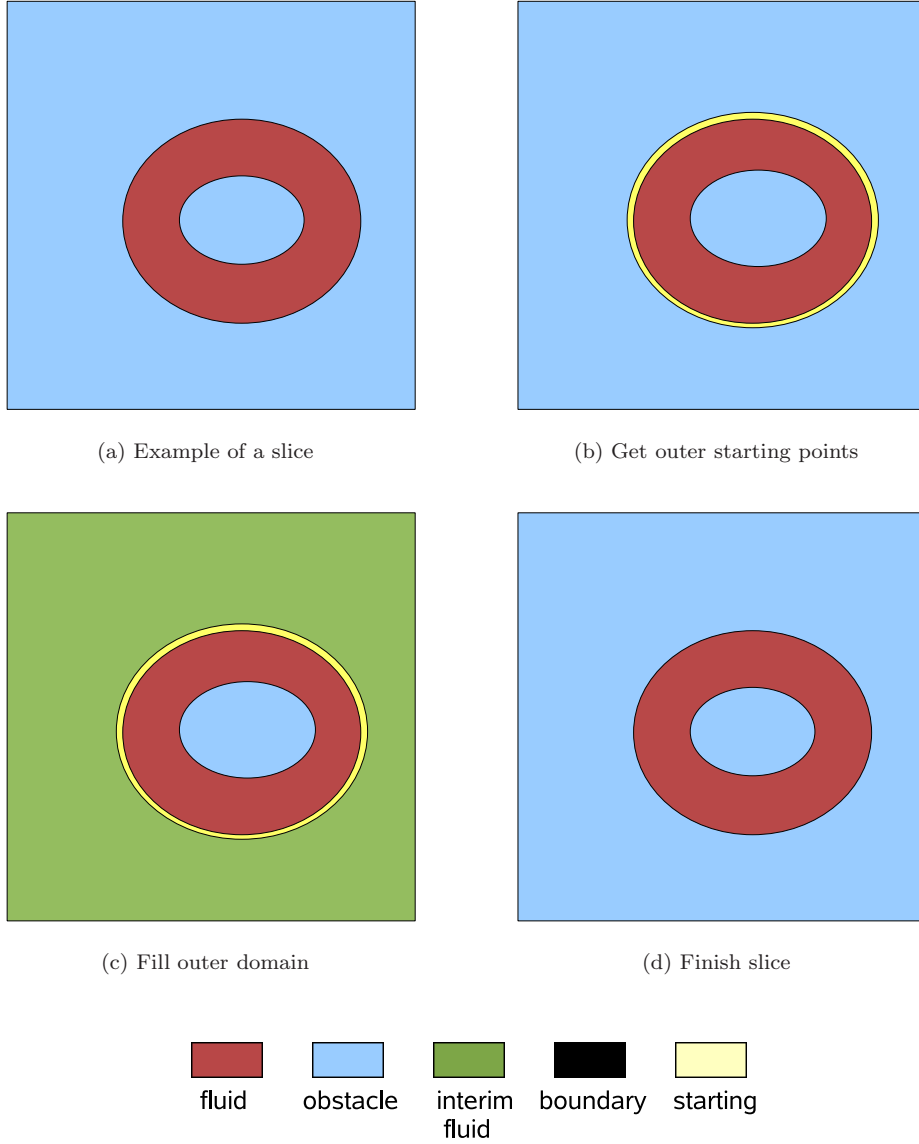 (a) Example of a slice
(b) Get outer starting points
(c) Fill outer domain
(d) Finish slice
fluid
obstacle
interim
fluid
boundary
starting